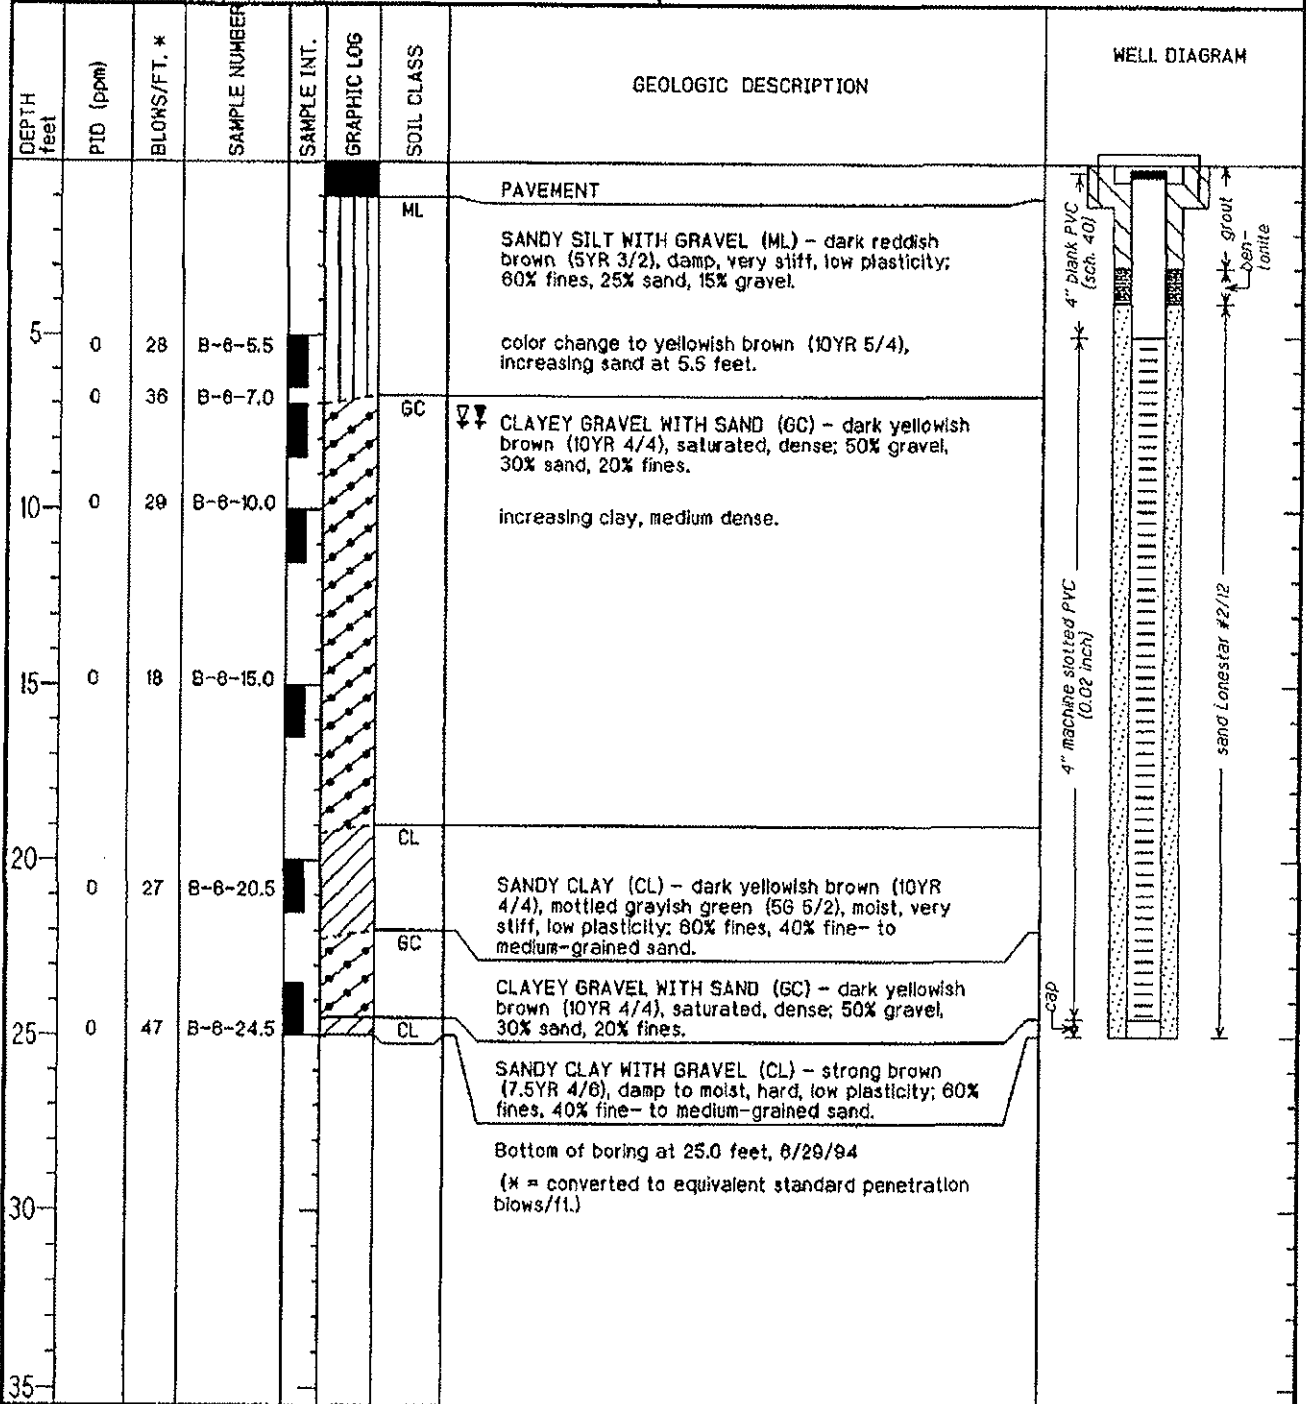 DEPTH feet
PID (ppm)
BLOWS/FT. *
SAMPLE NUMBER
SAMPLE INT.
GRAPHIC LOG
SOIL CLASS
GEOLOGIC DESCRIPTION
WELL DIAGRAM
PAVEMENT
ML
SANDY SILT WITH GRAVEL (ML) – dark reddish
brown (5YR 3/2), damp, very stiff, low plasticity;
60% fines, 25% sand, 15% gravel.
5
0 28 B-6-5.5
color change to yellowish brown (10YR 5/4),
increasing sand at 5.5 feet.
0 36 B-6-7.0
GC
CLAYEY GRAVEL WITH SAND (GC) – dark yellowish
brown (10YR 4/4), saturated, dense; 50% gravel,
30% sand, 20% fines.
10
0 29 B-6-10.0
increasing clay, medium dense.
15
0 18 B-6-15.0
CL
20
0 27 B-6-20.5
SANDY CLAY (CL) – dark yellowish brown (10YR
4/4), mottled grayish green (5G 5/2), moist, very
stiff, low plasticity; 60% fines, 40% fine- to
medium-grained sand.
GC
CLAYEY GRAVEL WITH SAND (GC) – dark yellowish
brown (10YR 4/4), saturated, dense; 50% gravel,
30% sand, 20% fines.
25
0 47 B-6-24.5
CL
SANDY CLAY WITH GRAVEL (CL) – strong brown
(7.5YR 4/6), damp to moist, hard, low plasticity; 60%
fines, 40% fine- to medium-grained sand.
Bottom of boring at 25.0 feet, 6/29/94
(* = converted to equivalent standard penetration
blows/ft.)
30
35
4" blank PVC
(sch. 40)
grout
ben-
tonite
4" machine slotted PVC
(0.02 inch)
sand Lonestar #2/12
cap